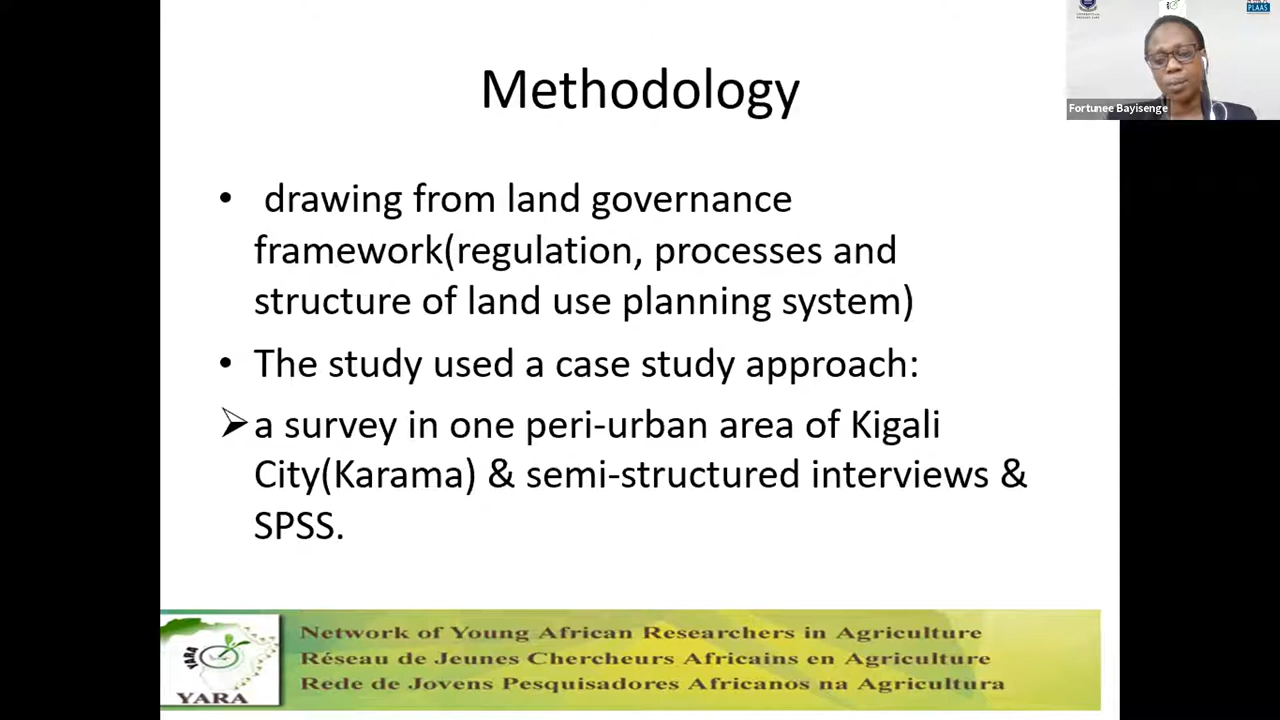 PLAAS
Fortunee Bayisenge
Methodology
• drawing from land governance
framework(regulation, processes and
structure of land use planning system)
• The study used a case study approach:
➢a survey in one peri-urban area of Kigali
City(Karama) & semi-structured interviews &
SPSS.
YARA
YARA
Network of Young African Researchers in Agriculture
Réseau de Jeunes Chercheurs Africains en Agriculture
Rede de Jovens Pesquisadores Africanos na Agricultura